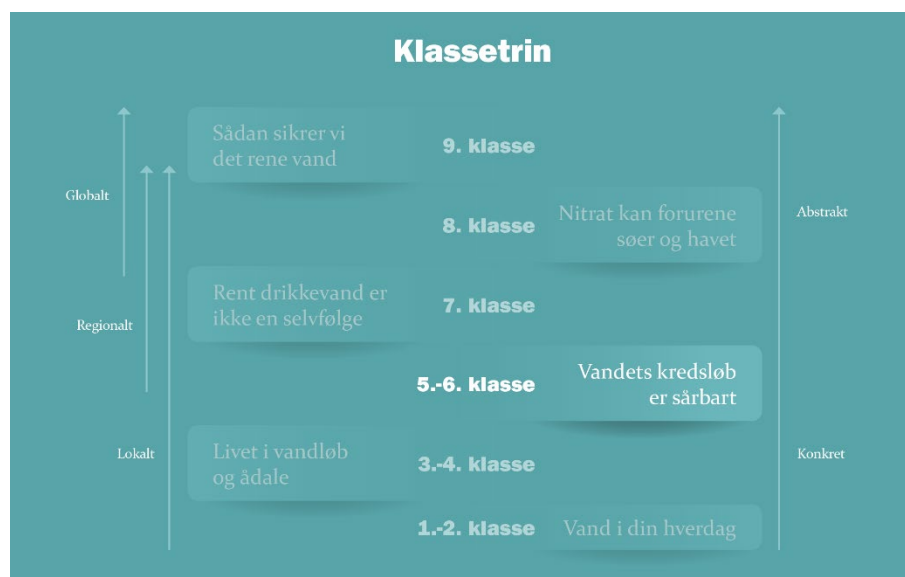 Klassetrin
Sådan sikrer vi
det rene vand
9. klasse
Globalt
8. klasse
Nitrat kan forurene
søer og havet
Abstrakt
Rent drikkevand er
ikke en selvfølge
7. klasse
Regionalt
5.-6. klasse
Vandets kredsløb
er sårbart
Lokalt
Livet i vandløb
og ådale
3.-4. klasse
Konkret
1.-2. klasse
Vand i din hverdag